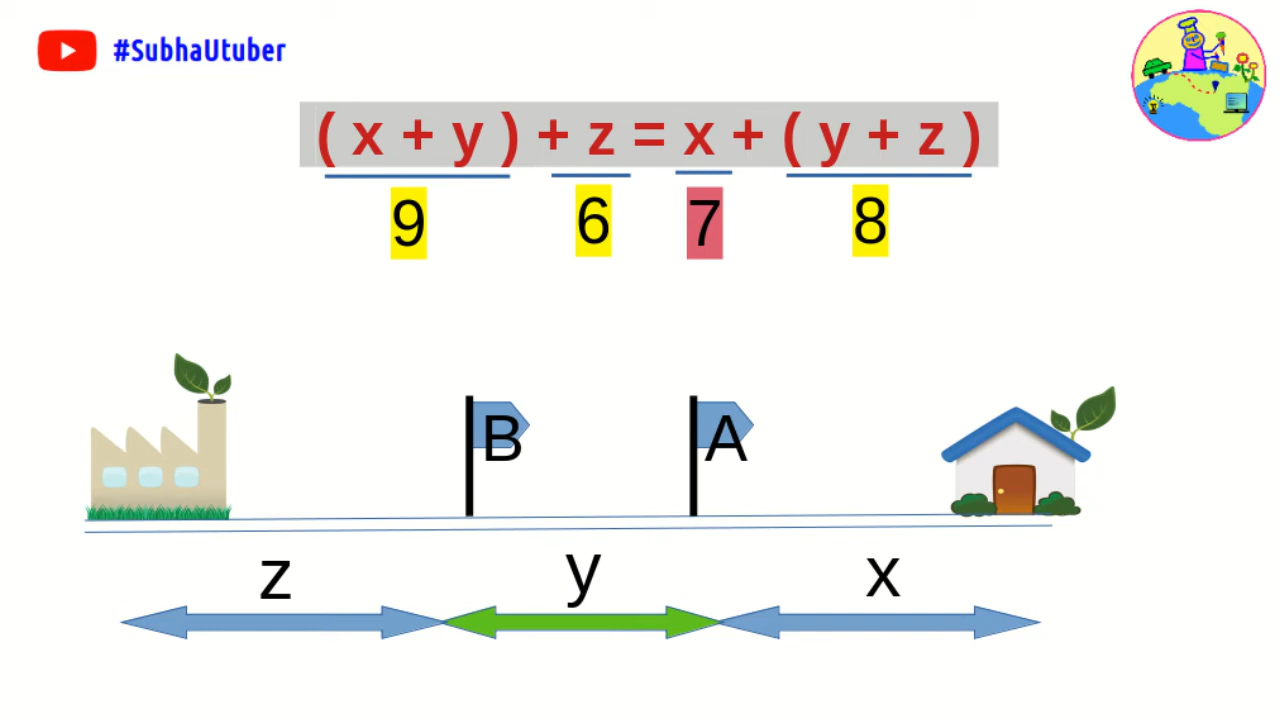 #SubhaUtuber
( x + y ) + z = x + ( y + z )
9 6 7 8
B A
z y x